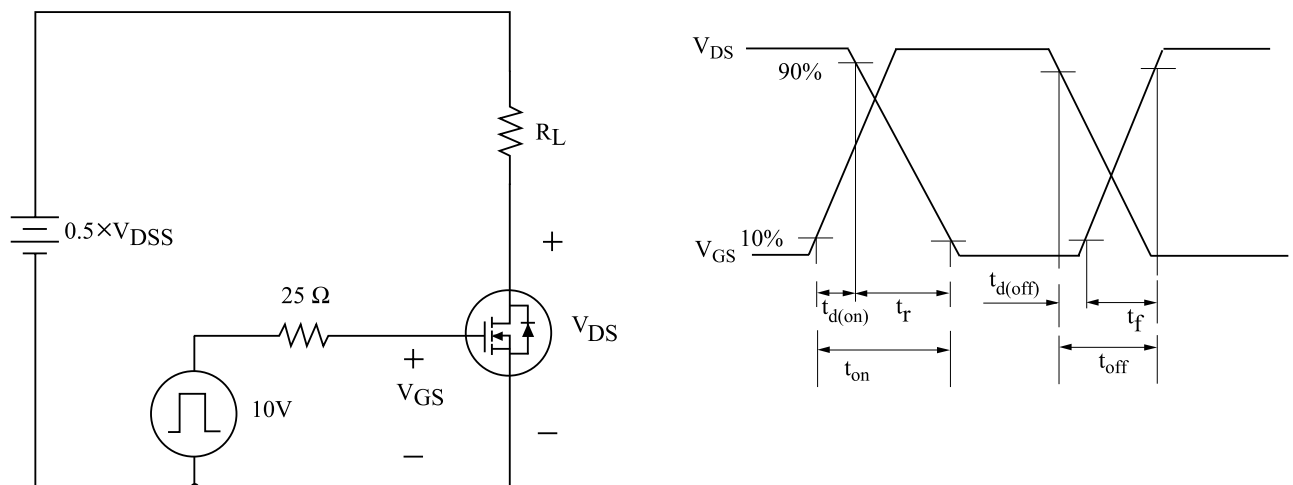 R_L
0.5×V_DSS
+
25 Ω
V_DS
+
V_GS
10V
−
−
V_DS
90%
V_GS
10%
t_d(on)
t_r
t_on
t_d(off)
t_f
t_off